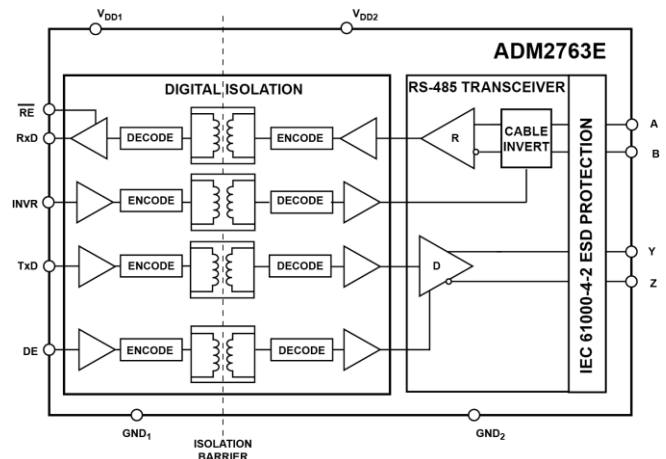 VDD1
VDD2
ADM2763E
DIGITAL ISOLATION
RS-485 TRANSCEIVER
RE
RxD
DECODE
ENCODE
R
CABLE
INVERT
A
B
INVR
ENCODE
DECODE
TxD
ENCODE
DECODE
D
Y
Z
DE
ENCODE
DECODE
IEC 61000-4-2 ESD PROTECTION
GND1
ISOLATION
BARRIER
GND2